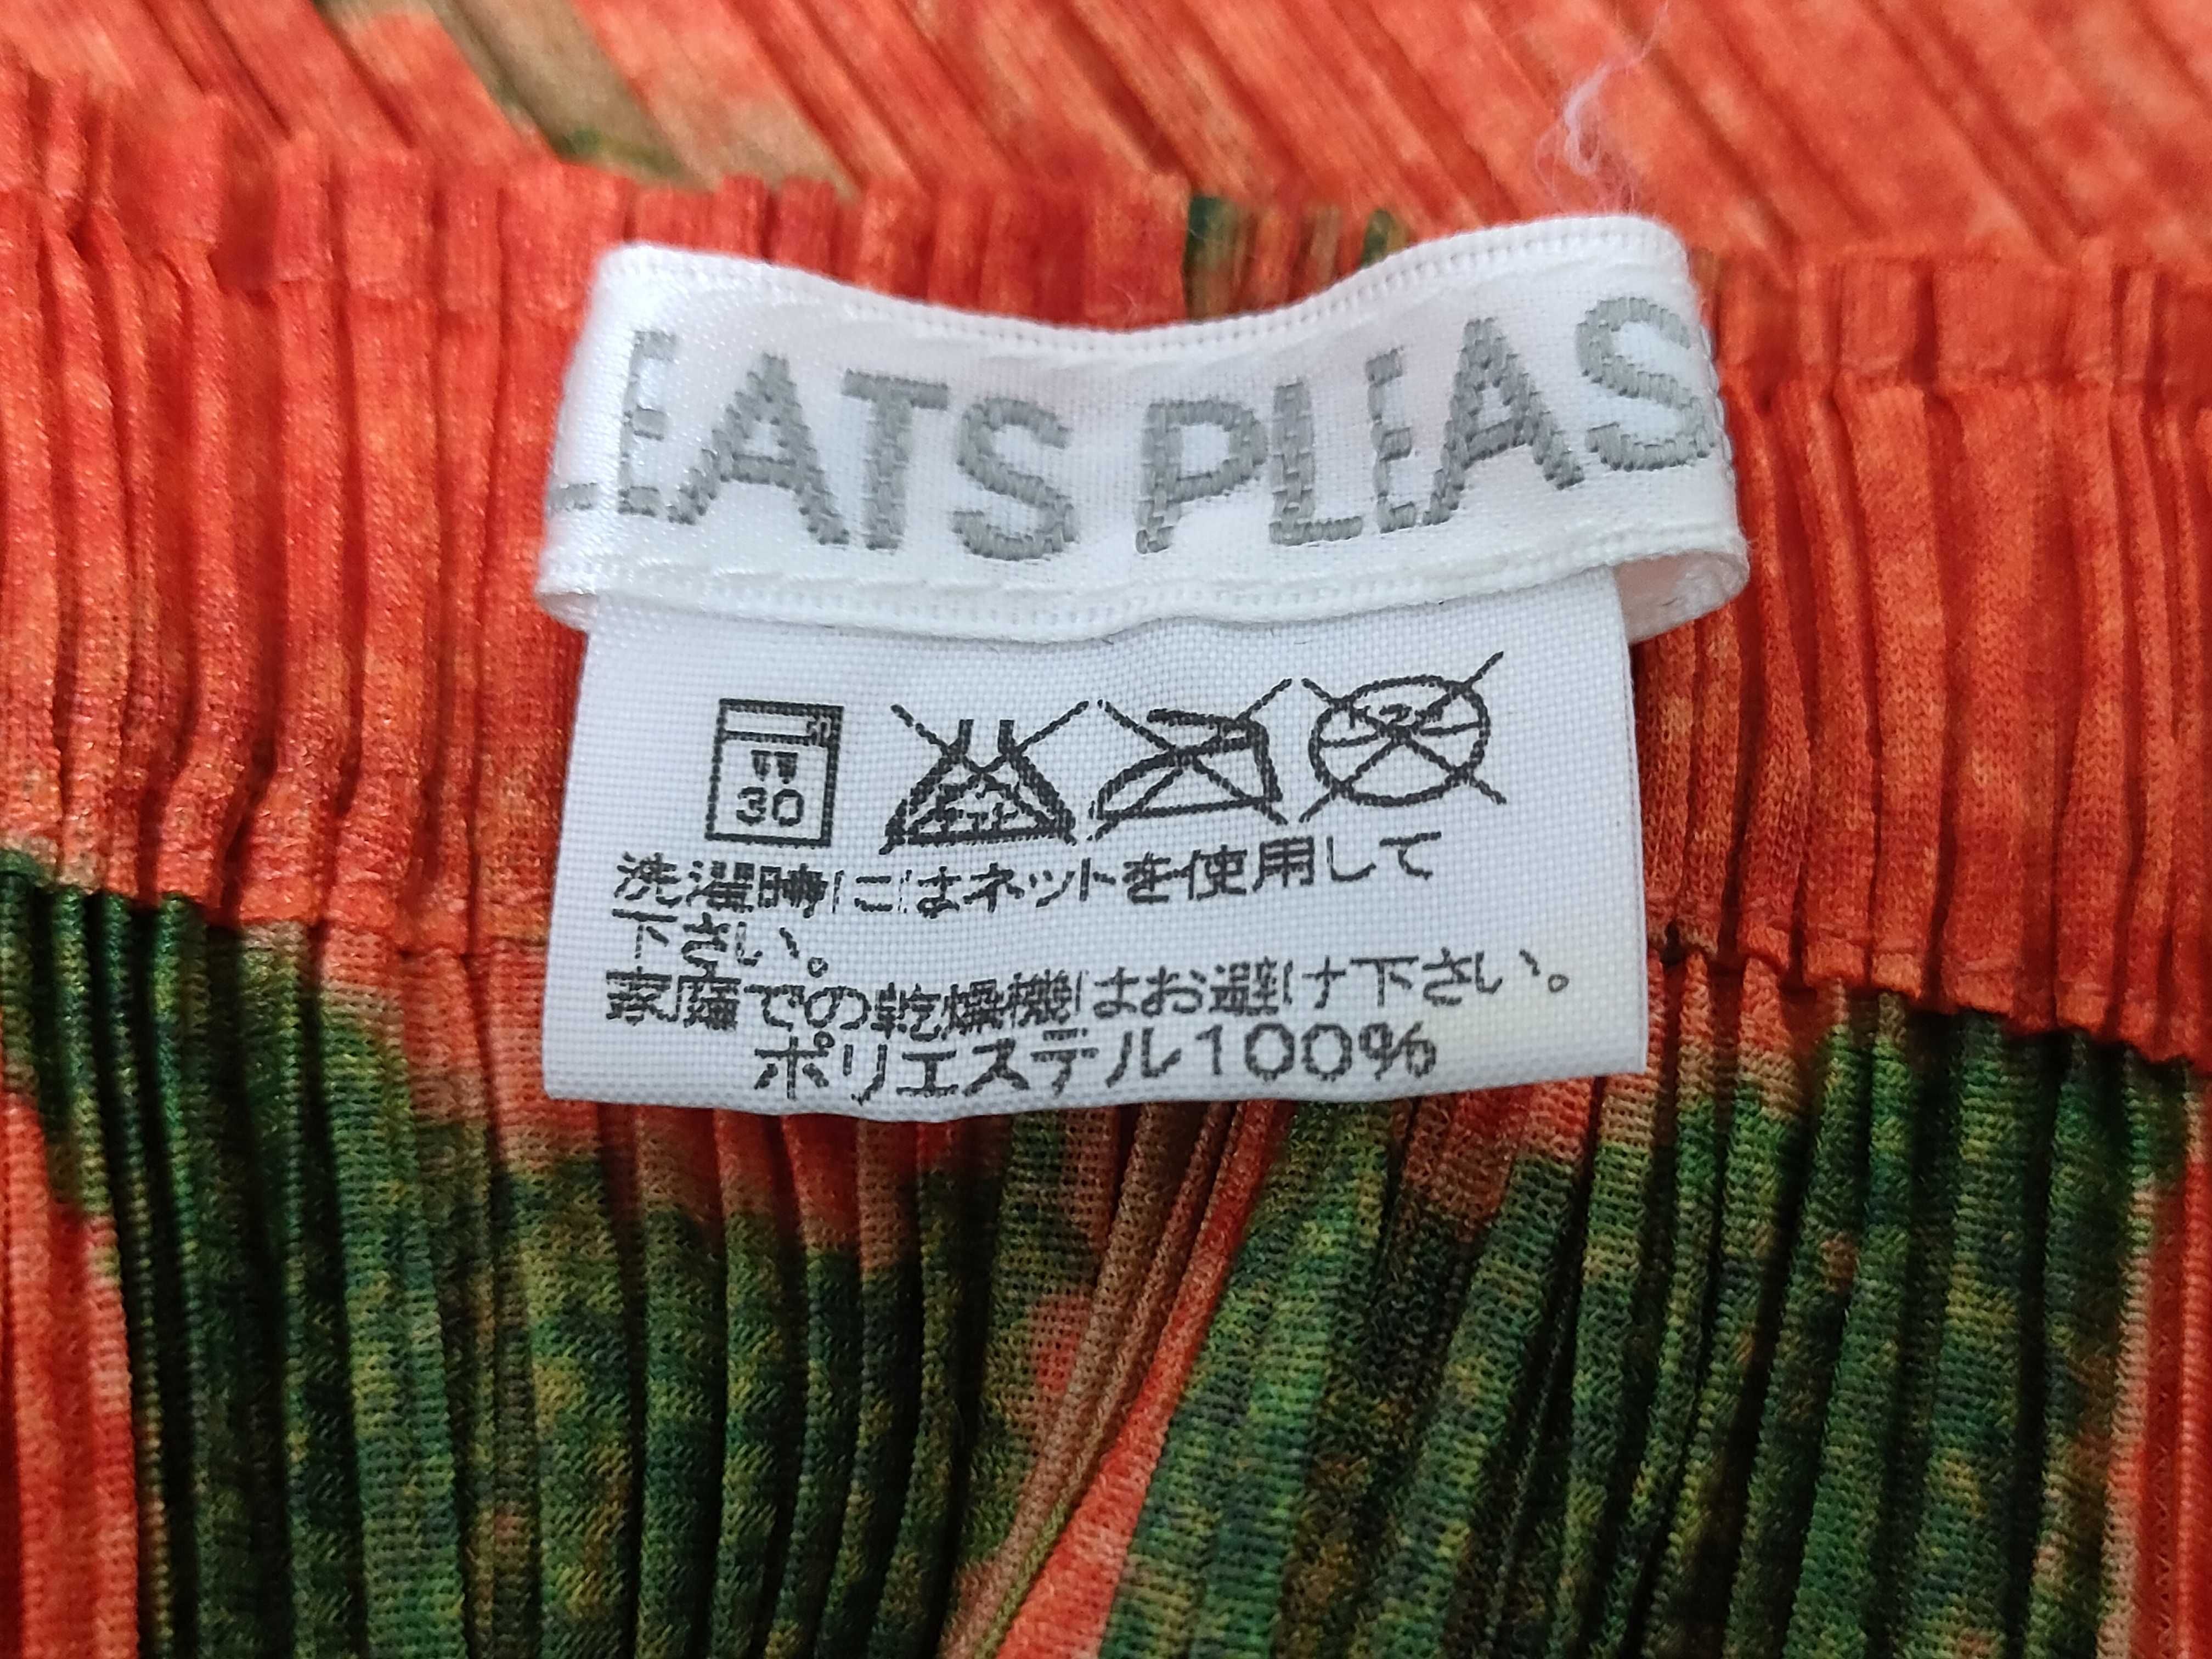 LEATS PLEAS
弱
30
洗濯時にはネットを使用して
下さい。
家庭での乾燥機はお避け下さい。
ポリエステル100%